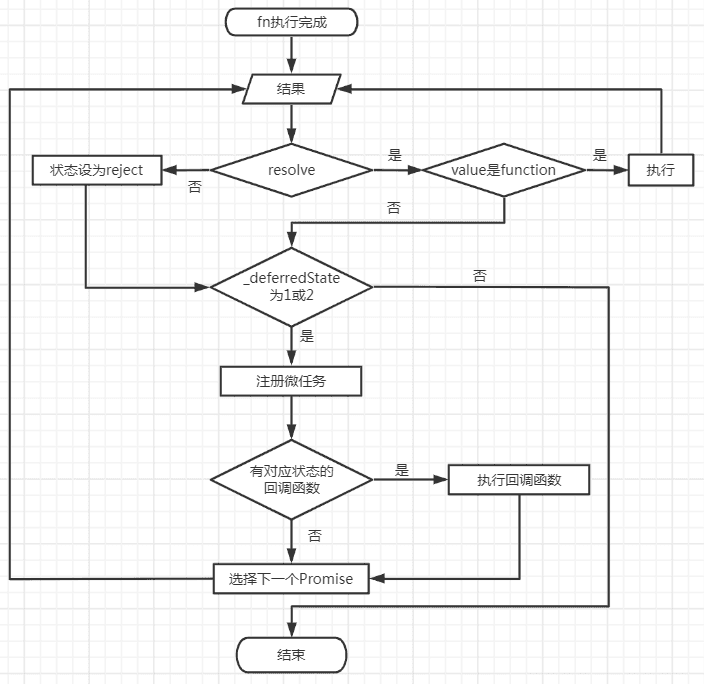 fn执行完成
结果
resolve
是
value是function
是
执行
状态设为reject
否
否
_deferredState
为1或2
否
是
注册微任务
有对应状态的
回调函数
是
执行回调函数
否
选择下一个Promise
结束